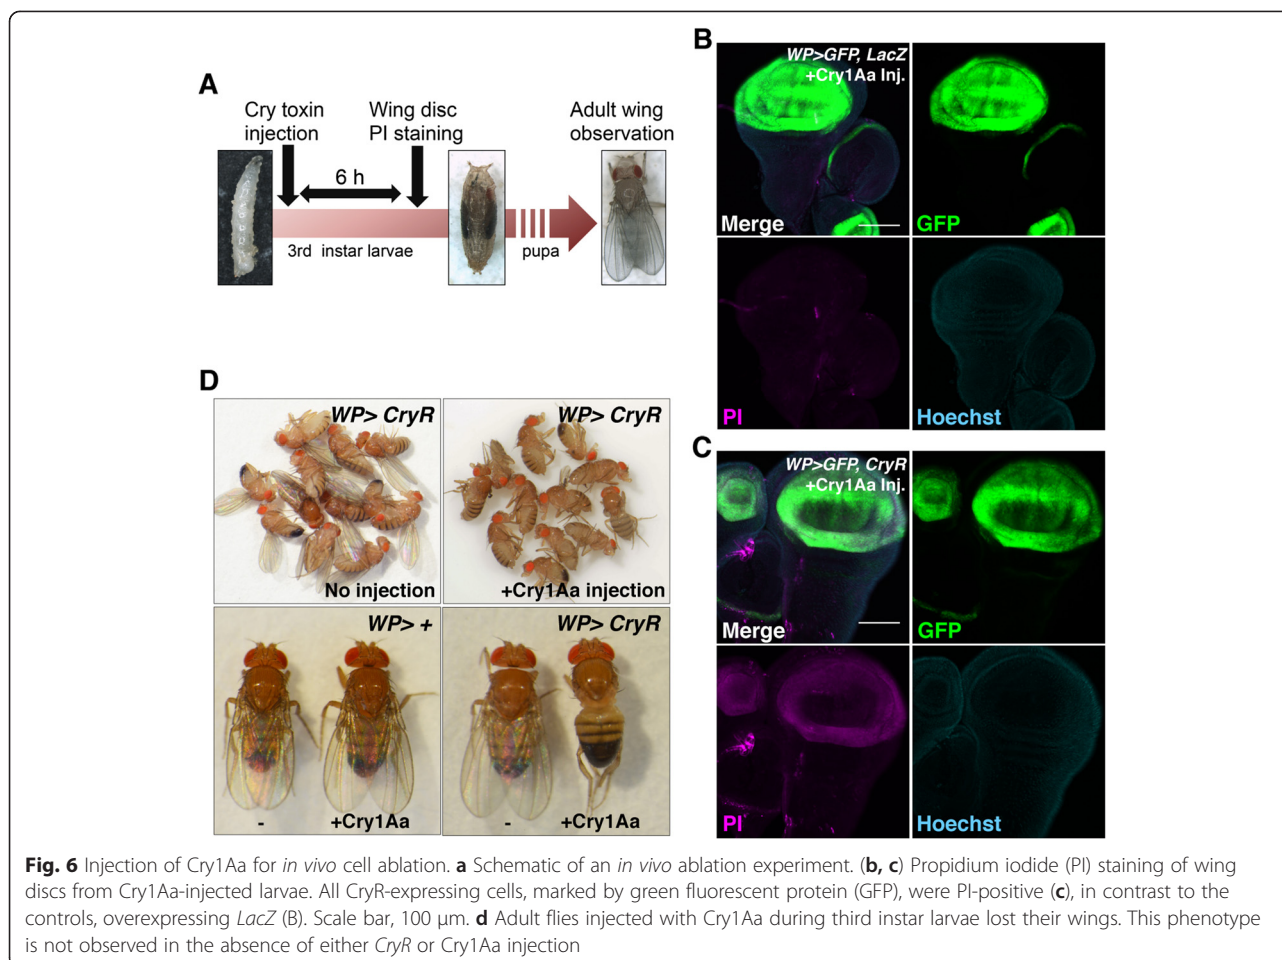 A
Cry toxin
injection
Wing disc
PI staining
Adult wing
observation
6 h
3rd instar larvae
pupa
B
WP>GFP, LacZ
+Cry1Aa Inj.
Merge
GFP
PI
Hoechst
C
WP>GFP, CryR
+Cry1Aa Inj.
Merge
GFP
PI
Hoechst
D
WP> CryR
No injection
WP> CryR
+Cry1Aa injection
WP> +
-
+Cry1Aa
WP> CryR
-
+Cry1Aa
Fig. 6 Injection of Cry1Aa for in vivo cell ablation. a Schematic of an in vivo ablation experiment. (b, c) Propidium iodide (PI) staining of wing
discs from Cry1Aa-injected larvae. All CryR-expressing cells, marked by green fluorescent protein (GFP), were PI-positive (c), in contrast to the
controls, overexpressing LacZ (B). Scale bar, 100 μm. d Adult flies injected with Cry1Aa during third instar larvae lost their wings. This phenotype
is not observed in the absence of either CryR or Cry1Aa injection